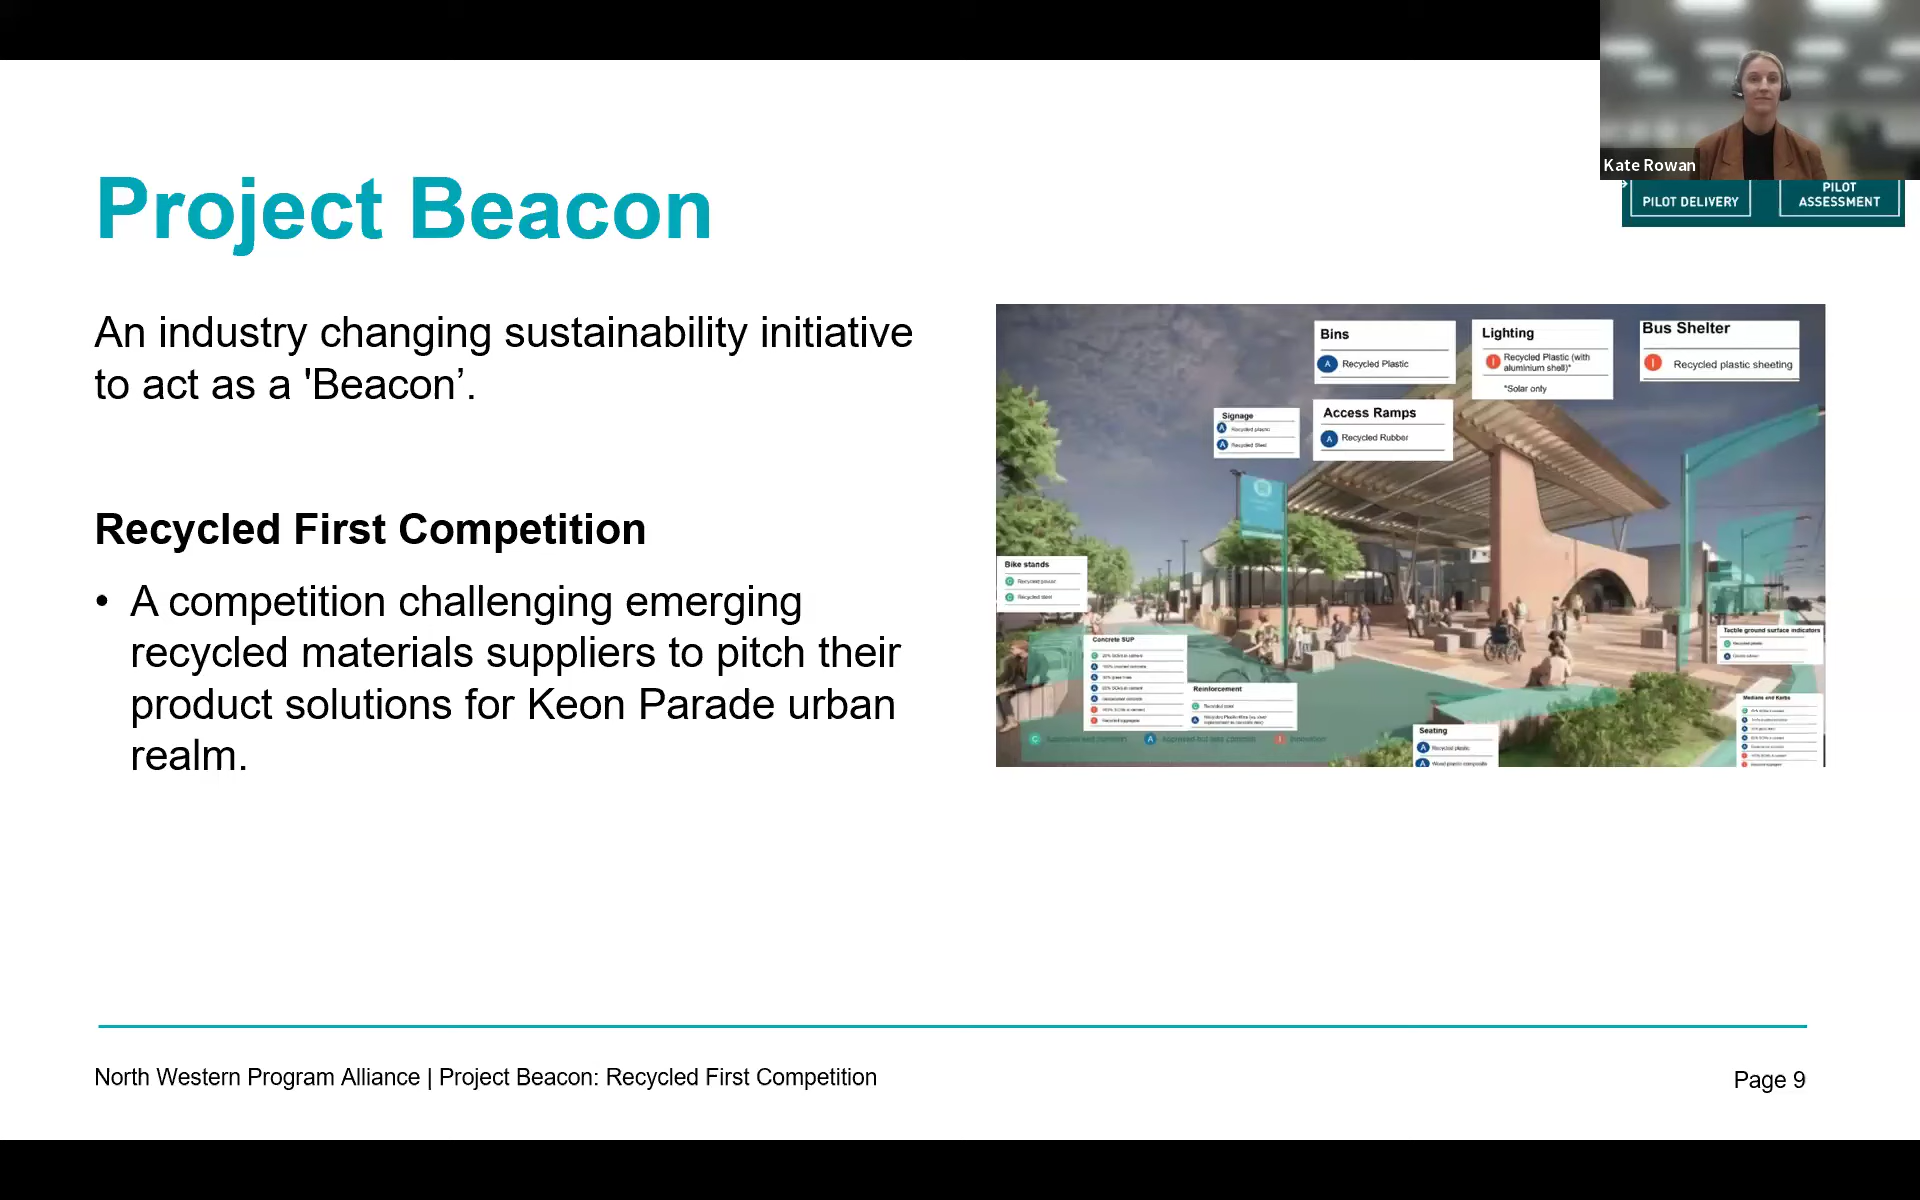 Kate Rowan
PILOT DELIVERY
PILOT
ASSESSMENT
Project Beacon
An industry changing sustainability initiative
to act as a 'Beacon’.
Recycled First Competition
• A competition challenging emerging
recycled materials suppliers to pitch their
product solutions for Keon Parade urban
realm.
Bins
A Recycled Plastic
Lighting
I Recycled Plastic (with
aluminium shell)*
*Solar only
Bus Shelter
I Recycled plastic sheeting
Signage
A Recycled plastic
A Recycled Steel
Access Ramps
A Recycled Rubber
Bike stands
C Recycled steel
Concrete SUP
Reinforcement
C Recycled steel
Seating
A Recycled plastic
A Wood plastic composite
Tactile ground surface indicators
Medians and Kerbs
North Western Program Alliance | Project Beacon: Recycled First Competition
Page 9